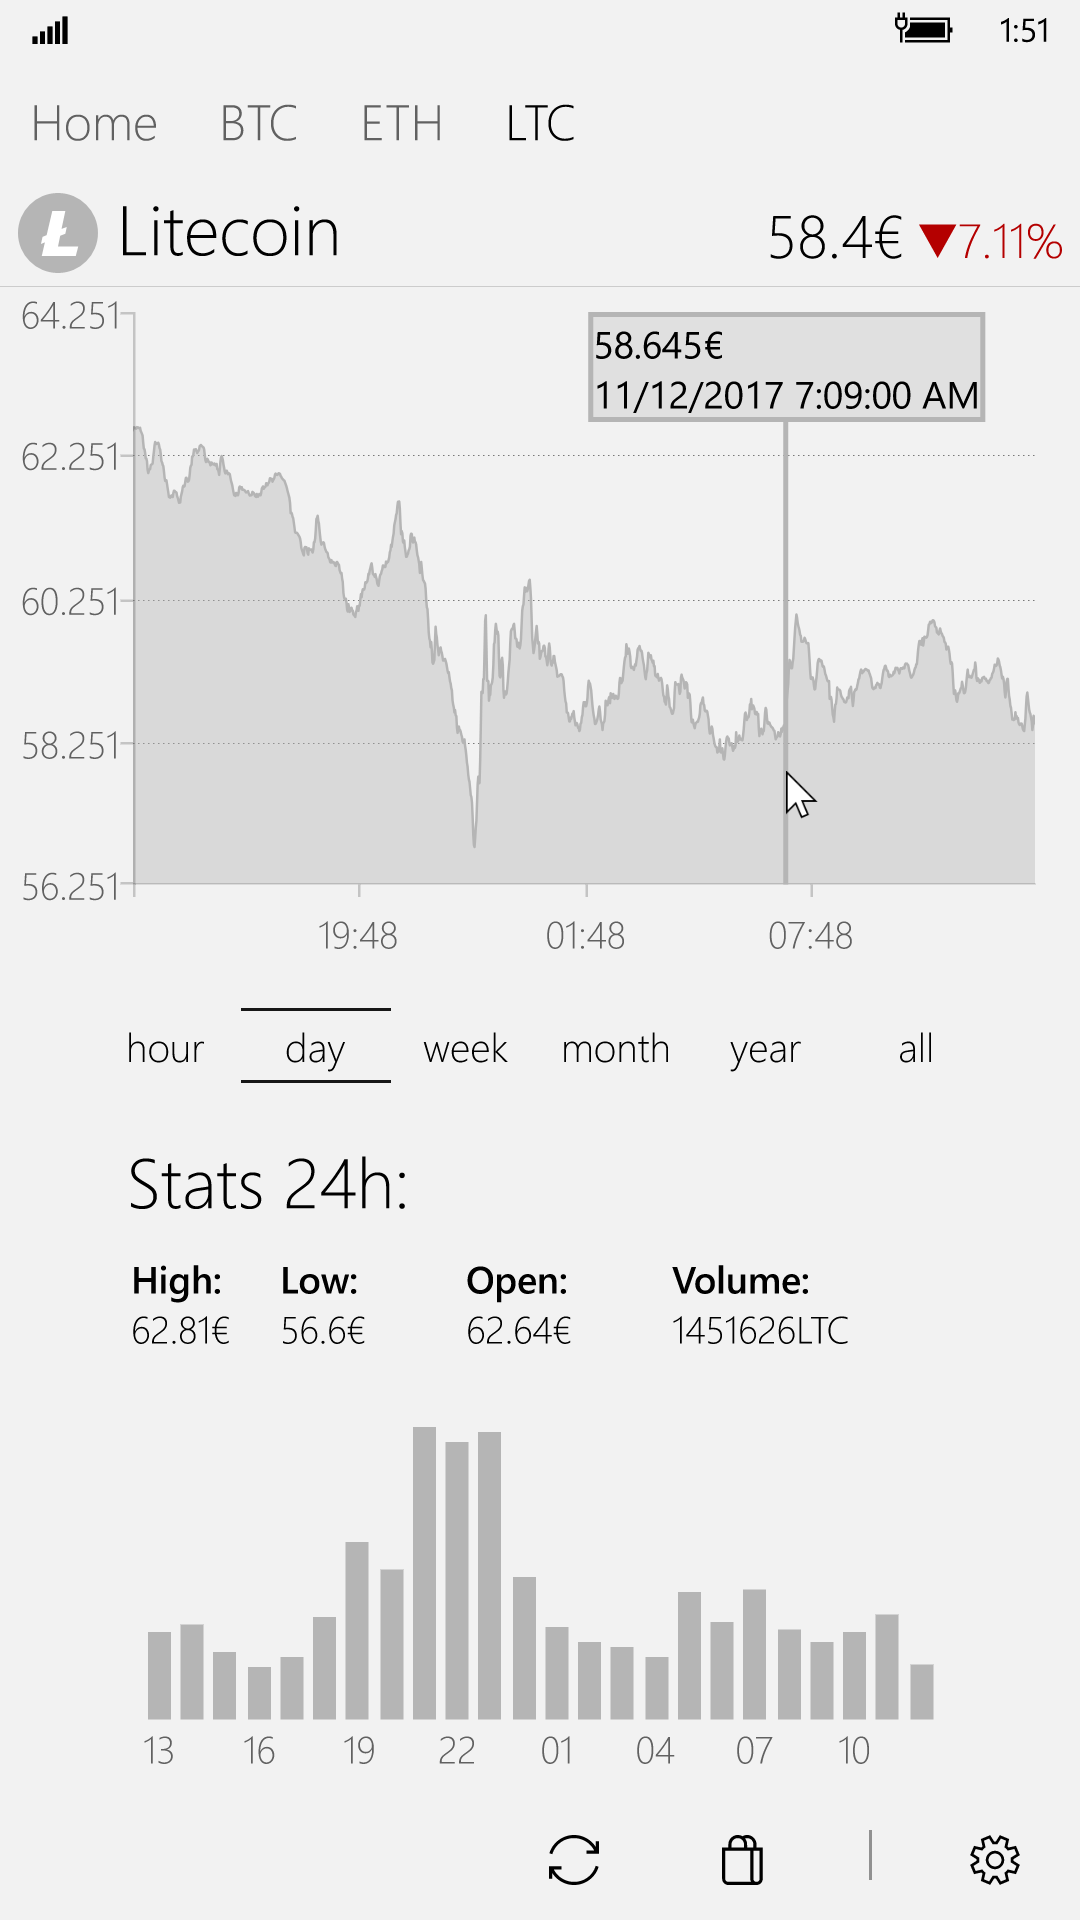 1:51
Home BTC ETH LTC
Litecoin 58.4€ ▼7.11%
64.251
58.645€
11/12/2017 7:09:00 AM
62.251
60.251
58.251
56.251
19:48 01:48 07:48
hour day week month year all
Stats 24h:
High: Low: Open: Volume:
62.81€ 56.6€ 62.64€ 1451626LTC
13 16 19 22 01 04 07 10